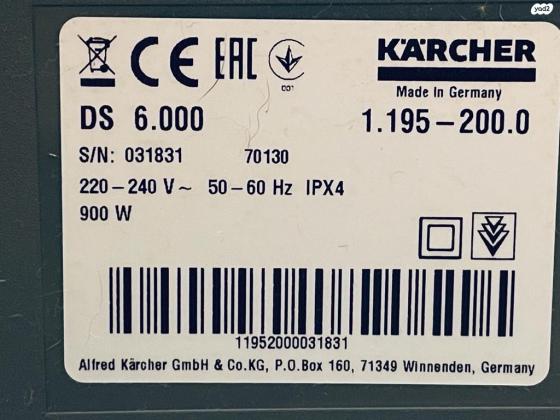 yad2
CE EAC
001
KÄRCHER
Made In Germany
DS 6.000 1.195-200.0
S/N: 031831 70130
220-240 V~ 50-60 Hz IPX4
900 W
11952000031831
Alfred Kärcher GmbH & Co.KG, P.O.Box 160, 71349 Winnenden, Germany